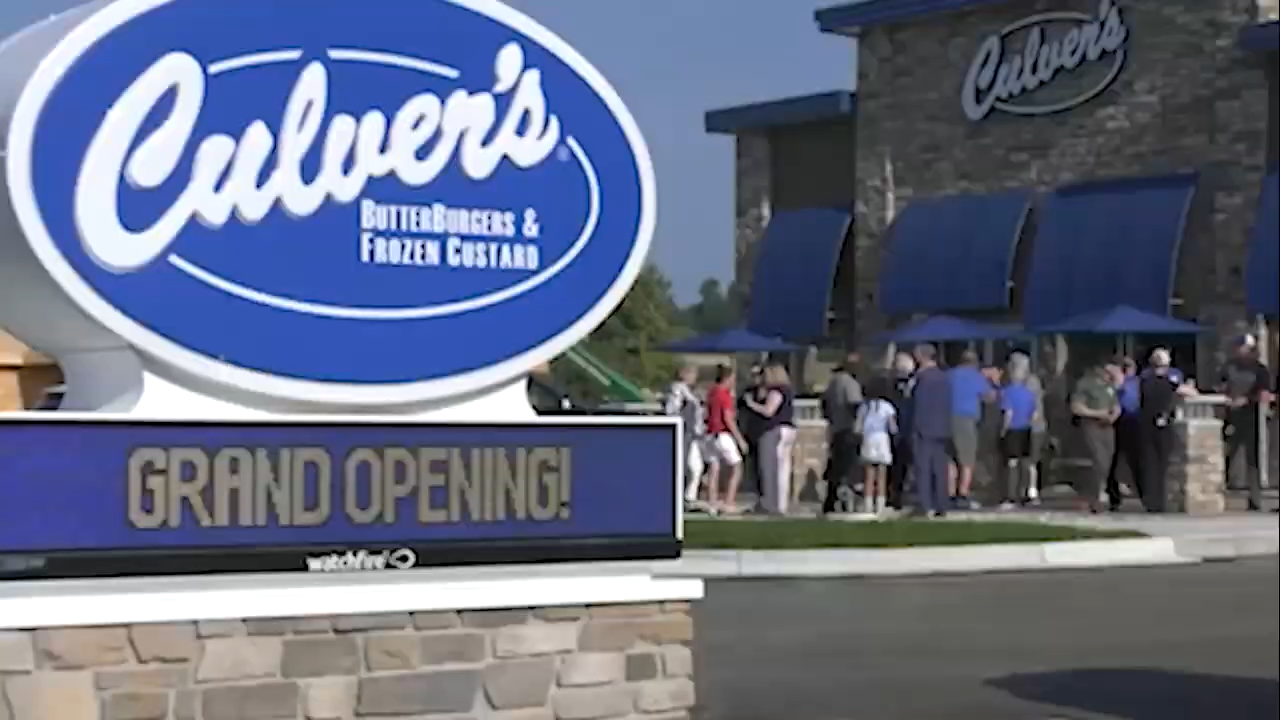 Culver's
BUTTERBURGERS &
FROZEN CUSTARD
GRAND OPENING!
watchfire
Culver's